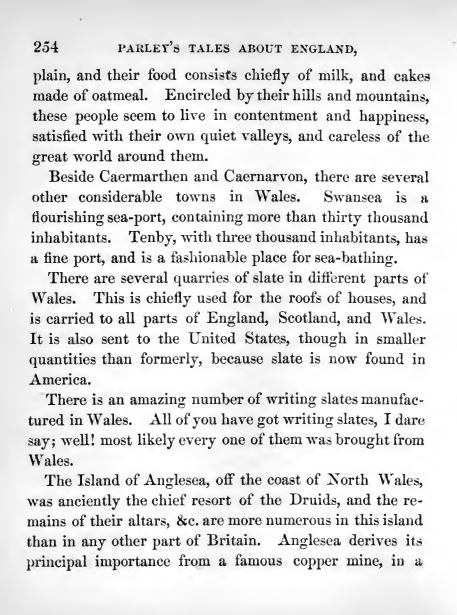 254 PARLEY'S TALES ABOUT ENGLAND,
plain, and their food consists chiefly of milk, and cakes
made of oatmeal. Encircled by their hills and mountains,
these people seem to live in contentment and happiness,
satisfied with their own quiet valleys, and careless of the
great world around them.
Beside Caermarthen and Caernarvon, there are several
other considerable towns in Wales. Swansea is a
flourishing sea-port, containing more than thirty thousand
inhabitants. Tenby, with three thousand inhabitants, has
a fine port, and is a fashionable place for sea-bathing.
There are several quarries of slate in different parts of
Wales. This is chiefly used for the roofs of houses, and
is carried to all parts of England, Scotland, and Wales.
It is also sent to the United States, though in smaller
quantities than formerly, because slate is now found in
America.
There is an amazing number of writing slates manufac-
tured in Wales. All of you have got writing slates, I dare
say; well! most likely every one of them was brought from
Wales.
The Island of Anglesea, off the coast of North Wales,
was anciently the chief resort of the Druids, and the re-
mains of their altars, &c. are more numerous in this island
than in any other part of Britain. Anglesea derives its
principal importance from a famous copper mine, in a